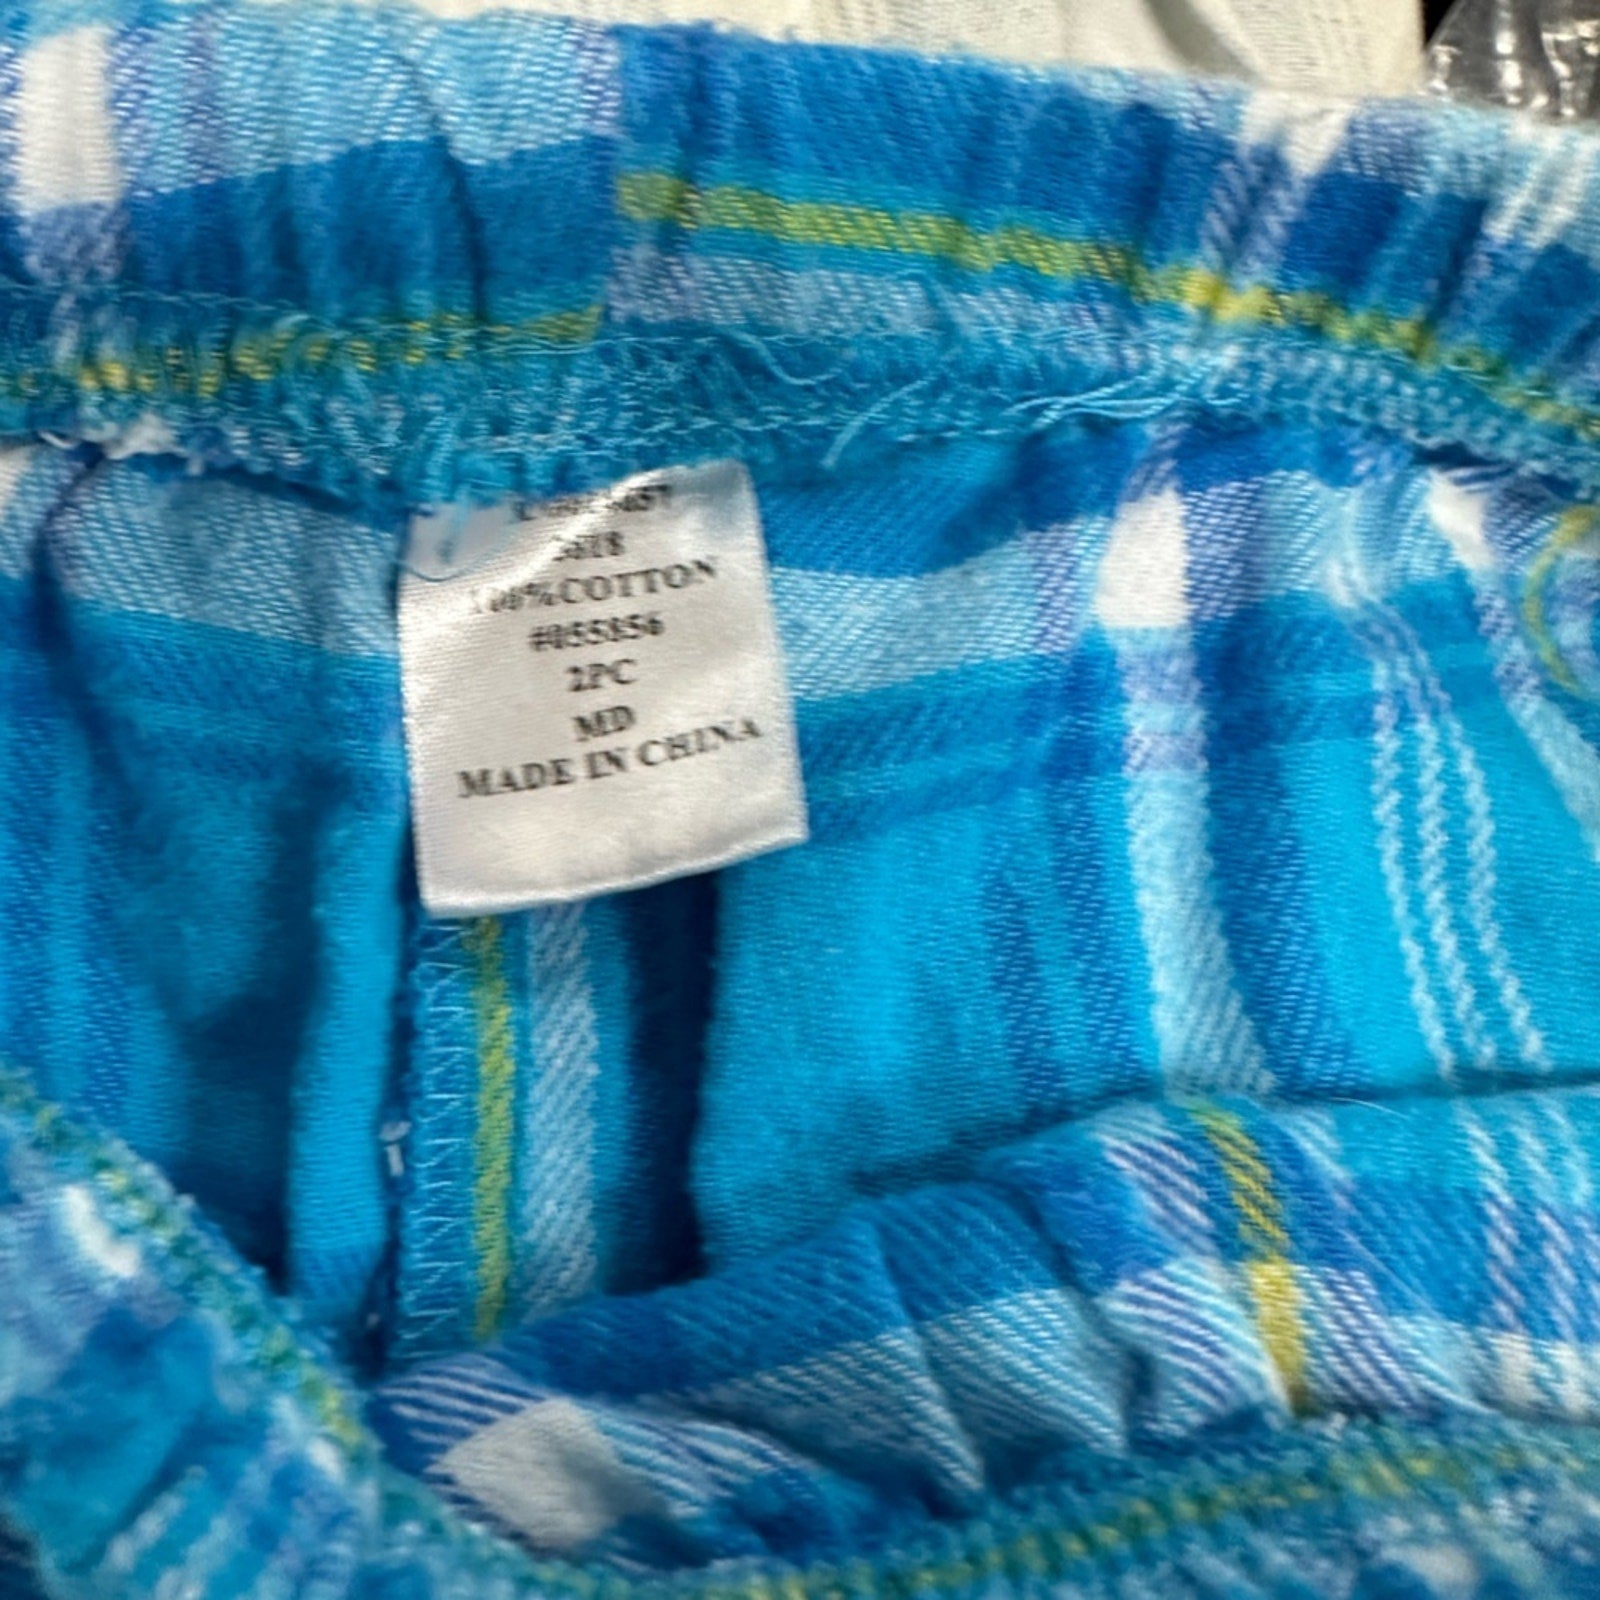 100%COTTON
#055856
2PC
MD
MADE IN CHINA